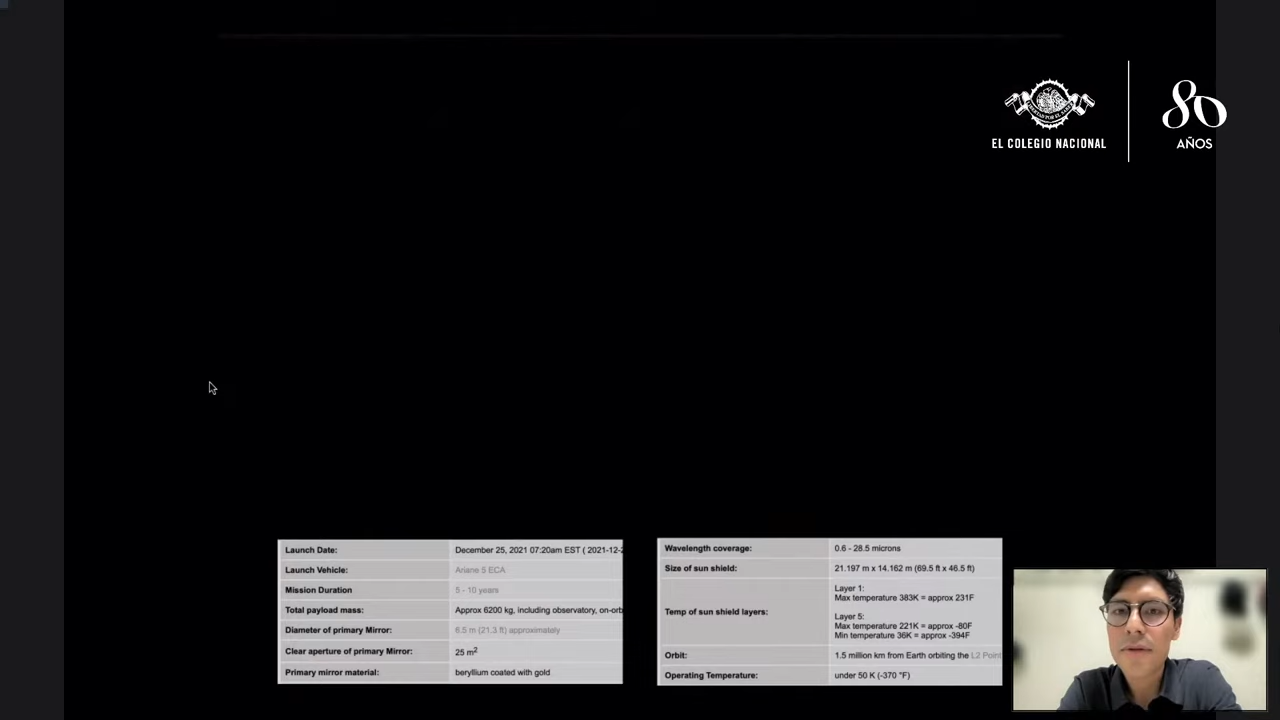 80
EL COLEGIO NACIONAL
AÑOS
Launch Date: December 25, 2021 07:20am EST ( 2021-12-2
Launch Vehicle: Ariane 5 ECA
Mission Duration 5 - 10 years
Total payload mass: Approx 6200 kg, including observatory, on-orb
Diameter of primary Mirror: 6.5 m (21.3 ft) approximately
Clear aperture of primary Mirror: 25 m²
Primary mirror material: beryllium coated with gold
Wavelength coverage: 0.6 - 28.5 microns
Size of sun shield: 21.197 m x 14.162 m (69.5 ft x 46.5 ft)
Temp of sun shield layers:
Layer 1:
Max temperature 383K = approx 231F
Layer 5:
Max temperature 221K = approx -80F
Min temperature 36K = approx -394F
Orbit: 1.5 million km from Earth orbiting the L2 Point
Operating Temperature: under 50 K (-370 °F)